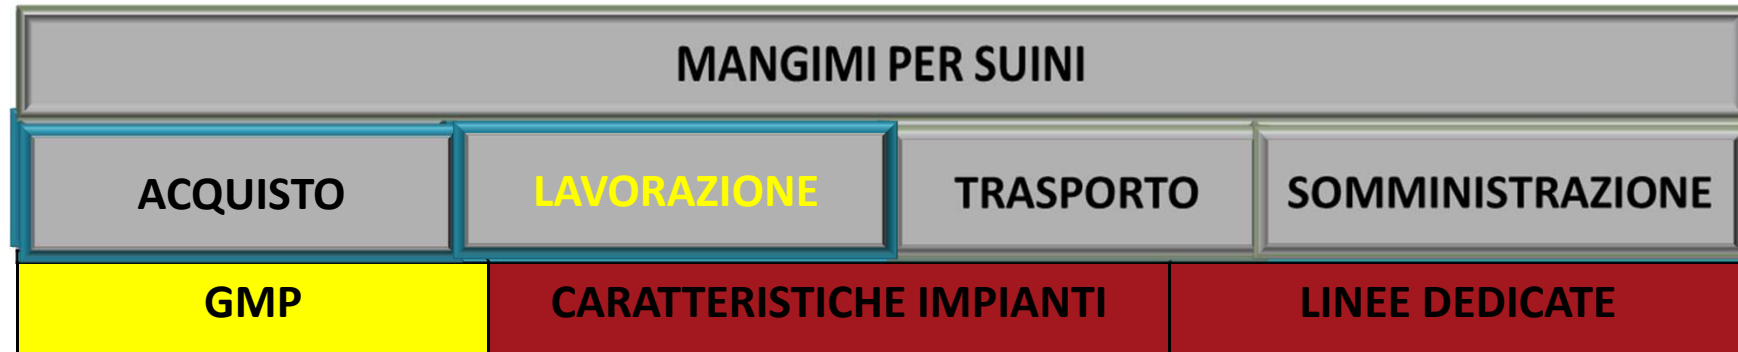 MANGIMI PER SUINI
ACQUISTO LAVORAZIONE TRASPORTO SOMMINISTRAZIONE
GMP CARATTERISTICHE IMPIANTI LINEE DEDICATE